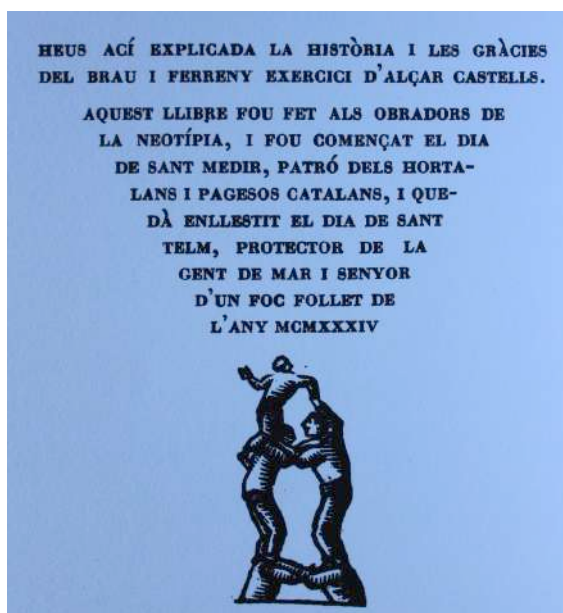 HEUS ACÍ EXPLICADA LA HISTÒRIA I LES GRÀCIES
DEL BRAU I FERRENY EXERCICI D'ALÇAR CASTELLS.
AQUEST LLIBRE FOU FET ALS OBRADORS DE
LA NEOTÍPIA, I FOU COMENÇAT EL DIA
DE SANT MEDIR, PATRÓ DELS HORTA-
LANS I PAGESOS CATALANS, I QUE-
DÀ ENLLESTIT EL DIA DE SANT
TELM, PROTECTOR DE LA
GENT DE MAR I SENYOR
D'UN FOC FOLLET DE
L'ANY MCMXXXIV